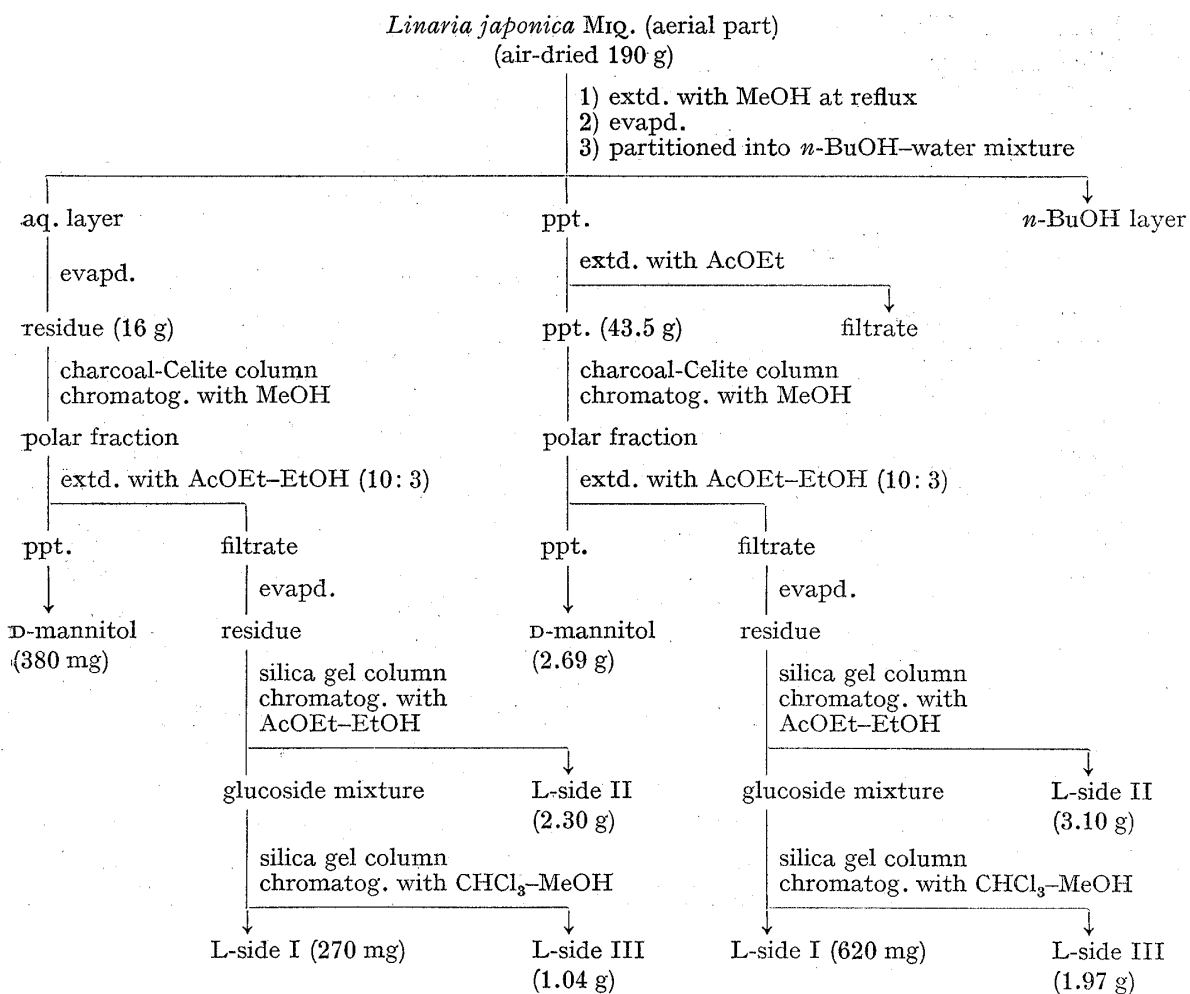 Linaria japonica MIQ. (aerial part)
(air-dried 190 g)
1) extd. with MeOH at reflux
2) evapd.
3) partitioned into n-BuOH–water mixture
aq. layer
ppt.
n-BuOH layer
evapd.
extd. with AcOEt
residue (16 g)
ppt. (43.5 g)
filtrate
charcoal-Celite column
chromatog. with MeOH
charcoal-Celite column
chromatog. with MeOH
polar fraction
polar fraction
extd. with AcOEt–EtOH (10: 3)
extd. with AcOEt–EtOH (10: 3)
ppt.
filtrate
ppt.
filtrate
evapd.
evapd.
D-mannitol
(380 mg)
residue
D-mannitol
(2.69 g)
residue
silica gel column
chromatog. with
AcOEt–EtOH
silica gel column
chromatog. with
AcOEt–EtOH
glucoside mixture
L-side II
(2.30 g)
glucoside mixture
L-side II
(3.10 g)
silica gel column
chromatog. with CHCl₃–MeOH
silica gel column
chromatog. with CHCl₃–MeOH
L-side I (270 mg)
L-side III
(1.04 g)
L-side I (620 mg)
L-side III
(1.97 g)